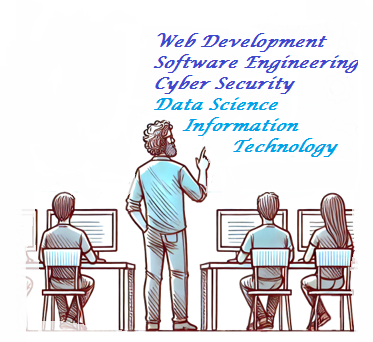 Web Development
Software Engineering
Cyber Security
Data Science
Information
Technology